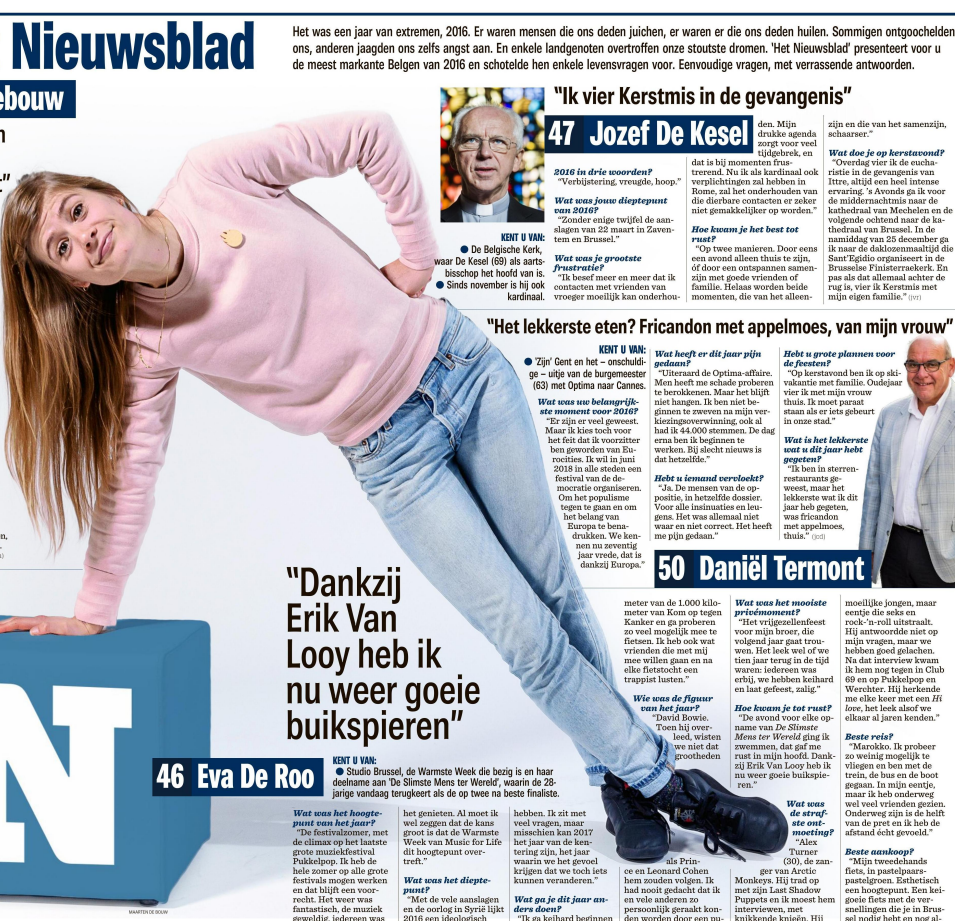 Nieuwsblad
Het was een jaar van extremen, 2016. Er waren mensen die ons deden juichen, er waren er die ons deden huilen. Sommigen ontgoochelden
ons, anderen jaagden ons zelfs angst aan. En enkele landgenoten overtroffen onze stoutste dromen. 'Het Nieuwsblad' presenteert voor u
de meest markante Belgen van 2016 en schotelde hen enkele levensvragen voor. Eenvoudige vragen, met verrassende antwoorden.
ebouw
"Ik vier Kerstmis in de gevangenis"
47 Jozef De Kesel
KENT U VAN:
● De Belgische Kerk,
waar De Kesel (69) als aarts-
bisschop het hoofd van is.
● Sinds november is hij ook
kardinaal.
2016 in drie woorden?
"Verbijstering, vreugde, hoop."
Wat was jouw dieptepunt
van 2016?
"Zonder enige twijfel de aan-
slagen van 22 maart in Zaven-
tem en Brussel."
Wat was je grootste
frustratie?
"Ik besef meer en meer dat ik
contacten met vrienden van
vroeger moeilijk kan onderhou-
den. Mijn
drukke agenda
zorgt voor veel
tijdgebrek, en
dat is bij momenten frus-
trerend. Nu ik als kardinaal ook
verplichtingen zal hebben in
Rome, zal het onderhouden van
die dierbare contacten er zeker
niet gemakkelijker op worden."
Hoe kwam je het best tot
rust?
"Op twee manieren. Door eens
een avond alleen thuis te zijn,
óf door een ontspannen samen-
zijn met goede vrienden of
familie. Helaas worden beide
momenten, die van het alleen-
zijn en die van het samenzijn,
schaarser."
Wat doe je op kerstavond?
"Overdag vier ik de eucha-
ristie in de gevangenis van
Ittre, altijd een heel intense
ervaring. 's Avonds ga ik voor
de middernachtmis naar de
kathedraal van Mechelen en de
volgende ochtend naar de ka-
thedraal van Brussel. In de
namiddag van 25 december ga
ik naar de daklozenmaaltijd die
Sant'Egidio organiseert in de
Brusselse Finisterraekerk. En
pas als dat allemaal achter de
rug is, vier ik Kerstmis met
mijn eigen familie." (jvr)
"Het lekkerste eten? Fricandon met appelmoes, van mijn vrouw"
KENT U VAN:
● 'Zijn' Gent en het – onschuldi-
ge – uitje van de burgemeester
(63) met Optima naar Cannes.
Wat was uw belangrijk-
ste moment voor 2016?
"Er zijn er veel geweest.
Maar ik kies toch voor
het feit dat ik voorzitter
ben geworden van Eu-
rocities. Ik wil in juni
2018 in alle steden een
festival van de de-
mocratie organiseren.
Om het populisme
tegen te gaan en om
het belang van
Europa te bena-
drukken. We ken-
nen nu zeventig
jaar vrede, dat is
dankzij Europa."
Wat heeft er dit jaar pijn
gedaan?
"Uiteraard de Optima-affaire.
Men heeft me schade proberen
te berokkenen. Maar het blijft
niet hangen. Ik ben niet be-
ginnen te zweven na mijn ver-
kiezingsoverwinning, ook al
had ik 44.000 stemmen. De dag
erna ben ik beginnen te
werken. Bij slecht nieuws is
dat hetzelfde."
Hebt u iemand vervloekt?
"Ja. De mensen van de op-
positie, in hetzelfde dossier.
Voor alle insinuaties en leu-
gens. Het was allemaal niet
waar en niet correct. Het heeft
me pijn gedaan."
Hebt u grote plannen voor
de feesten?
"Op kerstavond ben ik op ski-
vakantie met familie. Oudejaar
vier ik met mijn vrouw
thuis. Ik moet paraat
staan als er iets gebeurt
in onze stad."
Wat is het lekkerste
wat u dit jaar hebt
gegeten?
"Ik ben in sterren-
restaurants ge-
weest, maar het
lekkerste wat ik dit
jaar heb gegeten,
was fricandon
met appelmoes,
thuis." (jcd)
50 Daniël Termont
"Dankzij
Erik Van
Looy heb ik
nu weer goeie
buikspieren"
46 Eva De Roo
KENT U VAN:
● Studio Brussel, de Warmste Week die bezig is en haar
deelname aan 'De Slimste Mens ter Wereld', waarin de 28-
jarige vandaag terugkeert als de op twee na beste finaliste.
N
MAARTEN DE BOUW
Wat was het hoogte-
punt van het jaar?
"De festivalzomer, met
de climax op het laatste
grote muziekfestival
Pukkelpop. Ik heb de
hele zomer op alle grote
festivals mogen werken
en dat blijft een voor-
recht. Het weer was
fantastisch, de muziek
geweldig, iedereen was
het genieten. Al moet ik
wel zeggen dat de kans
groot is dat de Warmste
Week van Music for Life
dit hoogtepunt over-
treft."
Wat was het diepte-
punt?
"Met de vele aanslagen
en de oorlog in Syrië lijkt
2016 een ideologisch
hebben. Ik zit met
veel vragen, maar
misschien kan 2017
het jaar van de ken-
tering zijn, het jaar
waarin we het gevoel
krijgen dat we toch iets
kunnen veranderen."
Wat ga je dit jaar an-
ders doen?
"Ik ga keihard beginnen
meter van de 1.000 kilo-
meter van Kom op tegen
Kanker en ga proberen
zo veel mogelijk mee te
fietsen. Ik heb ook wat
vrienden die met mij
mee willen gaan en na
elke fietstocht een
trappist lusten."
Wie was de figuur
van het jaar?
"David Bowie.
Toen hij over-
leed, wisten
we niet dat
grootheden
als Prin-
ce en Leonard Cohen
hem zouden volgen. Ik
had nooit gedacht dat ik
en vele anderen zo
persoonlijk geraakt kon-
den worden door een nu-
Wat was het mooiste
privémoment?
"Het vrijgezellenfeest
voor mijn broer, die
volgend jaar gaat trou-
wen. Het leek wel of we
tien jaar terug in de tijd
waren: iedereen was
erbij, we hebben keihard
en laat gefeest, zalig."
Hoe kwam je tot rust?
"De avond voor elke op-
name van De Slimste
Mens ter Wereld ging ik
zwemmen, dat gaf me
rust in mijn hoofd. Dank-
zij Erik Van Looy heb ik
nu weer goeie buikspie-
ren."
Wat was
de straf-
ste ont-
moeting?
"Alex
Turner
(30), de zan-
ger van Arctic
Monkeys. Hij trad op
met zijn Last Shadow
Puppets en ik moest hem
interviewen, met
knikkende knieën. Hij
moeilijke jongen, maar
eentje die seks en
rock-'n-roll uitstraalt.
Hij antwoordde niet op
mijn vragen, maar we
hebben goed gelachen.
Na dat interview kwam
ik hem nog tegen in Club
69 en op Pukkelpop en
Werchter. Hij herkende
me elke keer met een Hi
love, het leek alsof we
elkaar al jaren kenden."
Beste reis?
"Marokko. Ik probeer
zo weinig mogelijk te
vliegen en ben met de
trein, de bus en de boot
gegaan. In mijn eentje,
maar ik heb onderweg
wel veel vrienden gezien.
Onderweg zijn is de helft
van de pret en ik heb de
afstand écht gevoeld."
Beste aankoop?
"Mijn tweedehands
fiets, in pastelpaars-
pastelgroen. Esthetisch
een hoogtepunt. Een kei-
goeie fiets met de ver-
snellingen die je in Brus-
sel nodig hebt en nog al-